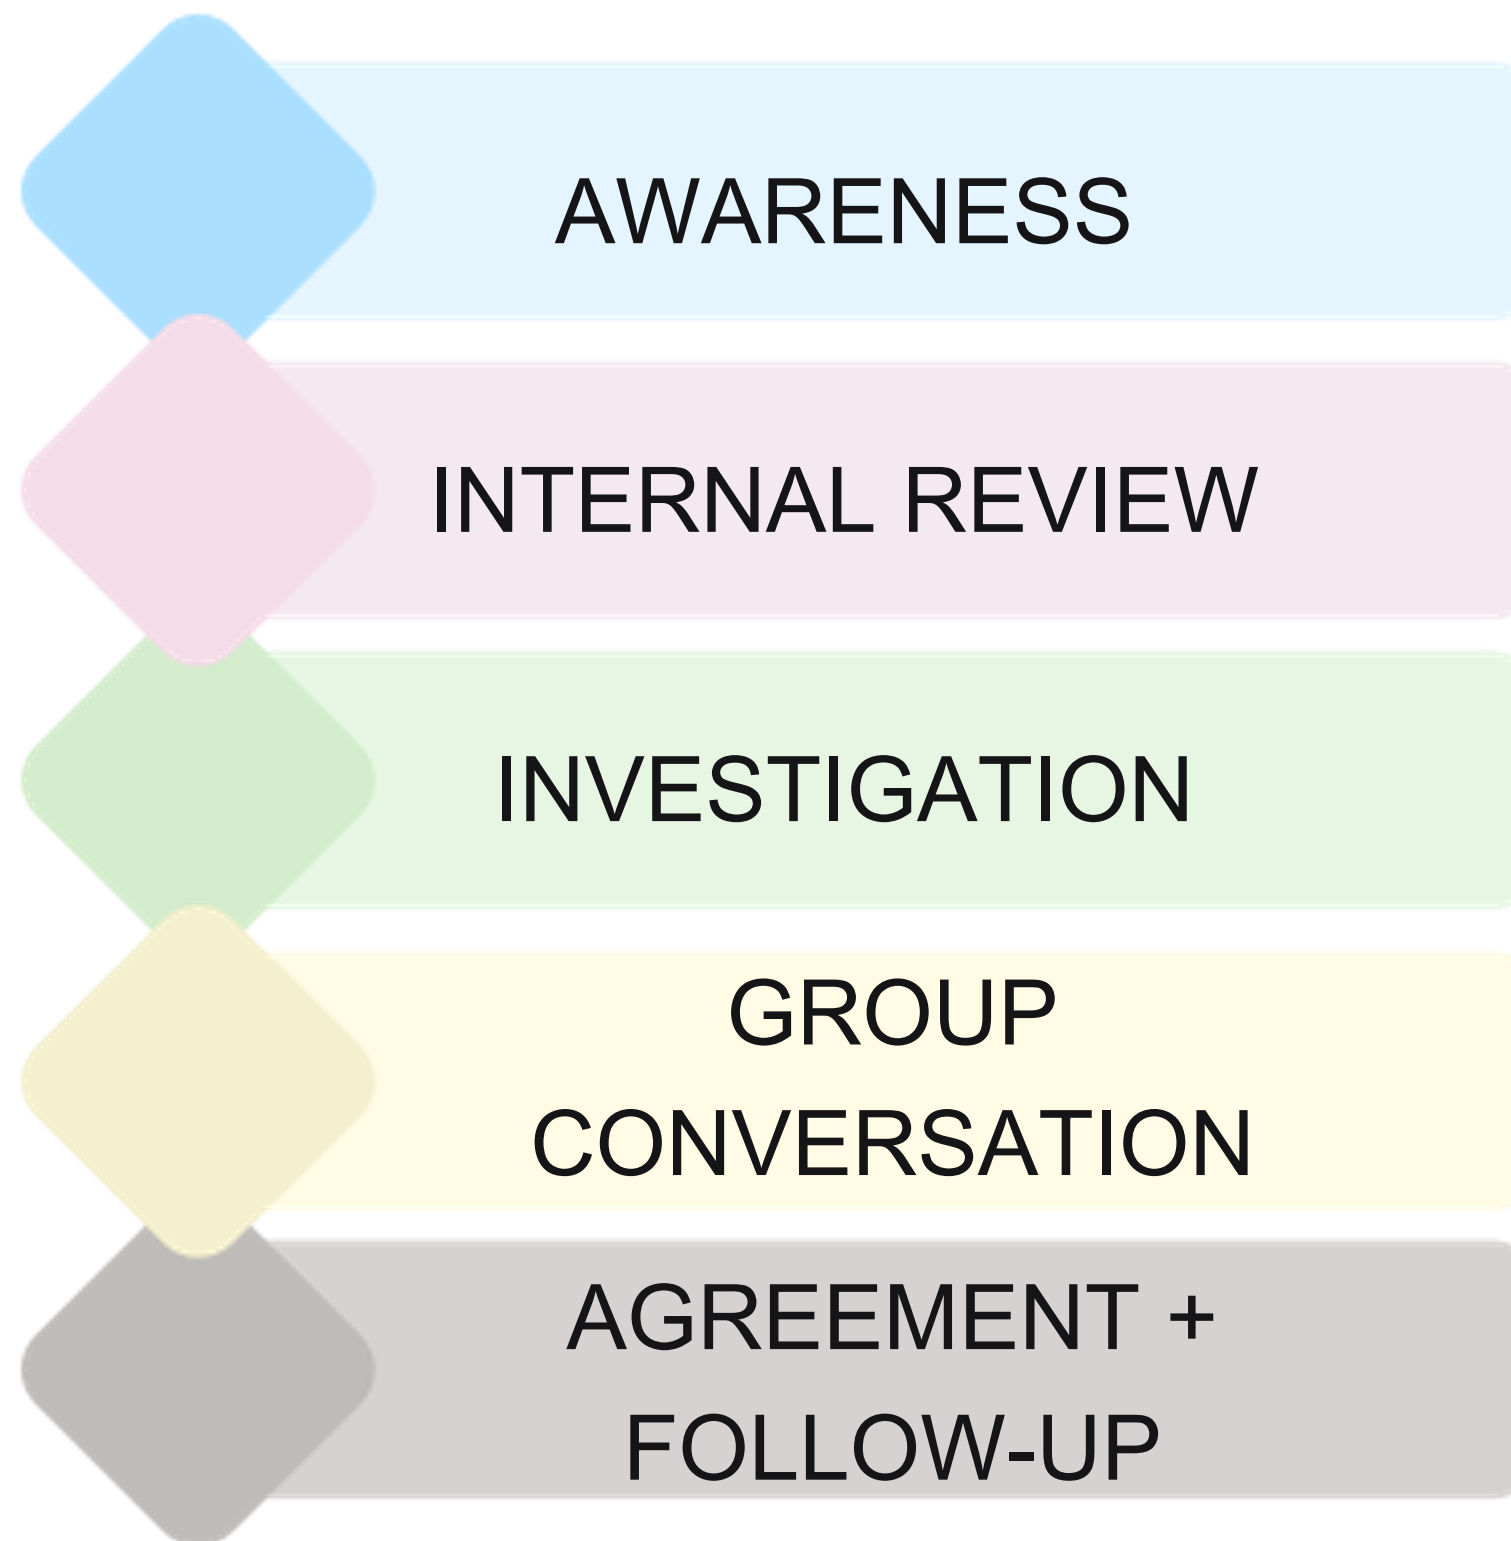 AWARENESS
INTERNAL REVIEW
INVESTIGATION
GROUP
CONVERSATION
AGREEMENT +
FOLLOW-UP